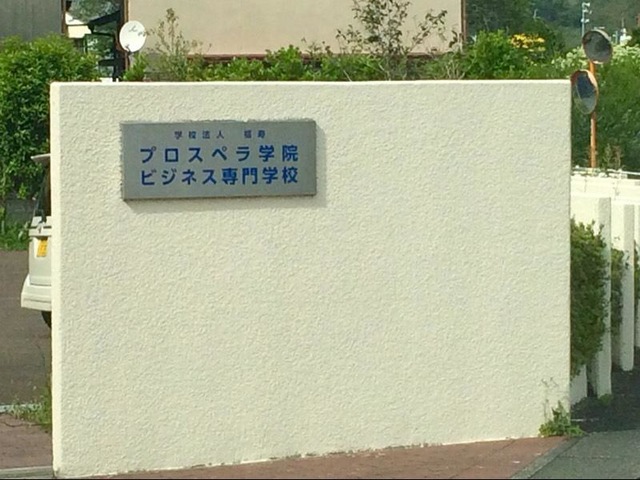 学校法人 福寿
プロスペラ学院
ビジネス専門学校